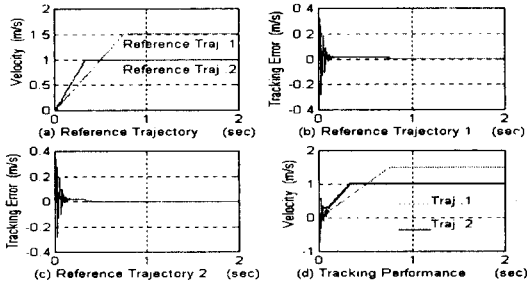 Velocity (m/s)
2
1.5
1
0.5
0
Reference Traj. 1
Reference Traj. 2
0
1
2
(a) Reference Trajectory (sec)
Tracking Error (m/s)
0.4
0.2
0
-0.2
-0.4
0
1
2
(b) Reference Trajectory 1 (sec)
Tracking Error (m/s)
0.4
0.2
0
-0.2
-0.4
0
1
2
(c) Reference Trajectory 2 (sec)
Velocity (m/s)
2
1
0
-1
Traj. 1
Traj. 2
0
1
2
(d) Tracking Performance (sec)